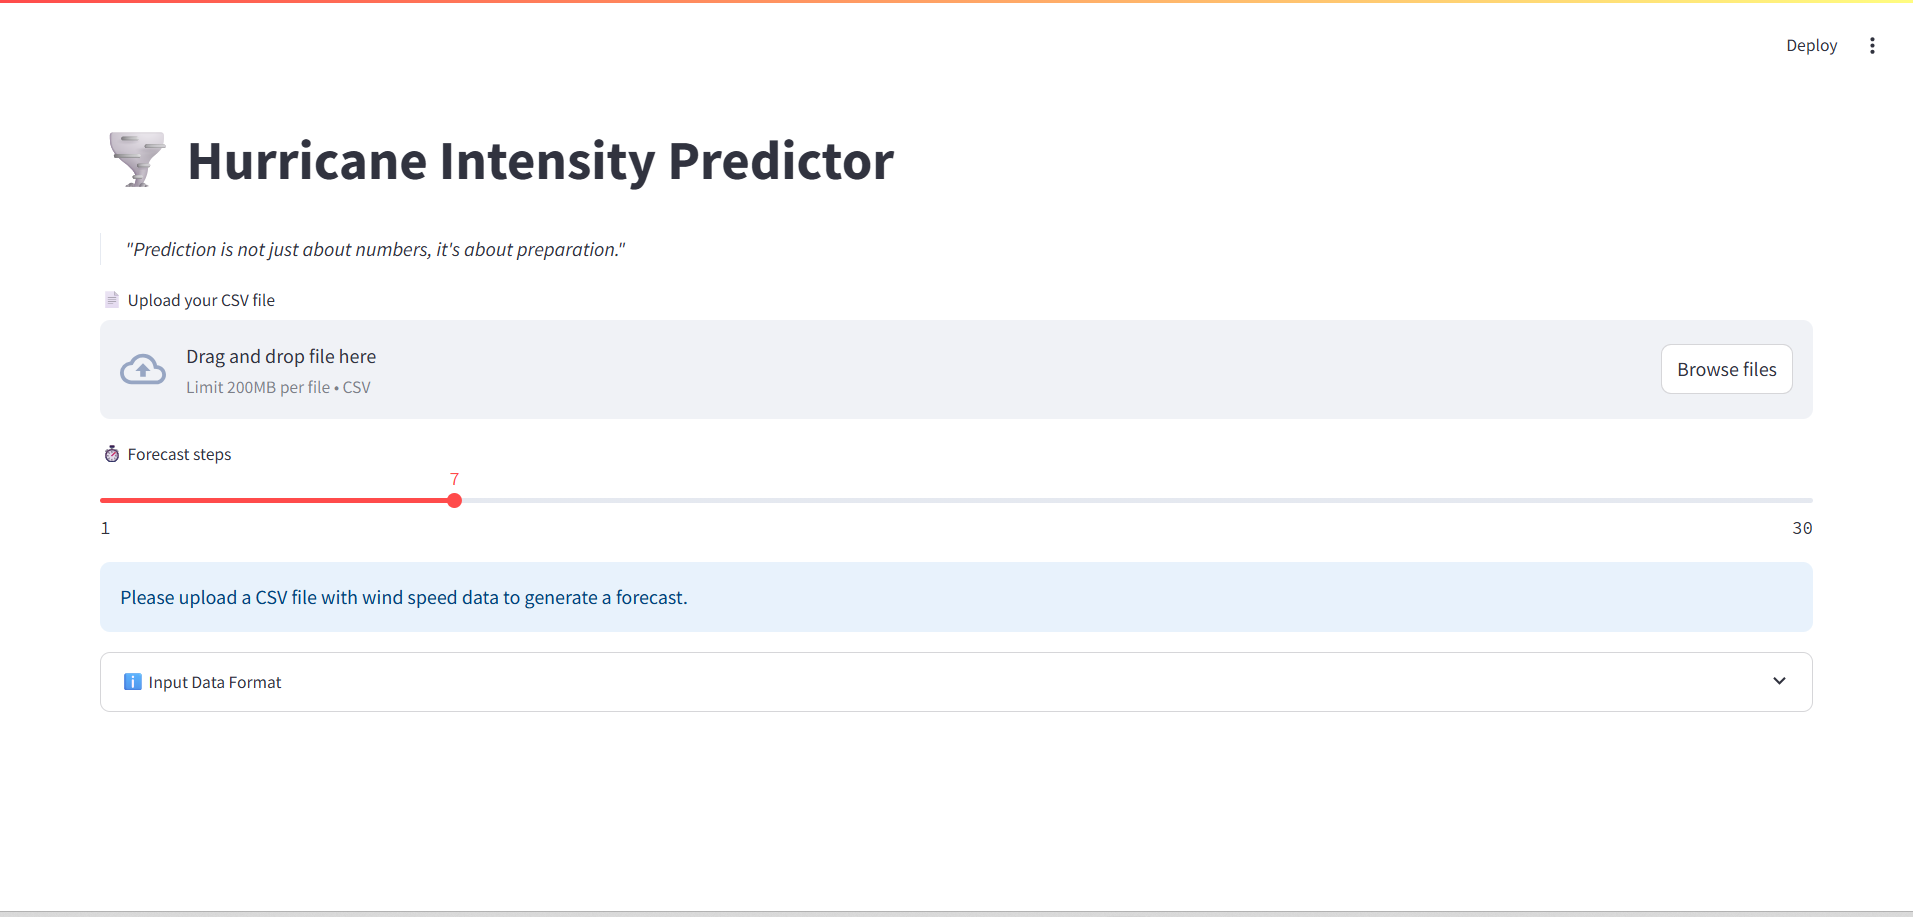 Deploy
Hurricane Intensity Predictor
"Prediction is not just about numbers, it's about preparation."
Upload your CSV file
Drag and drop file here
Limit 200MB per file • CSV
Browse files
Forecast steps
7
1
30
Please upload a CSV file with wind speed data to generate a forecast.
Input Data Format